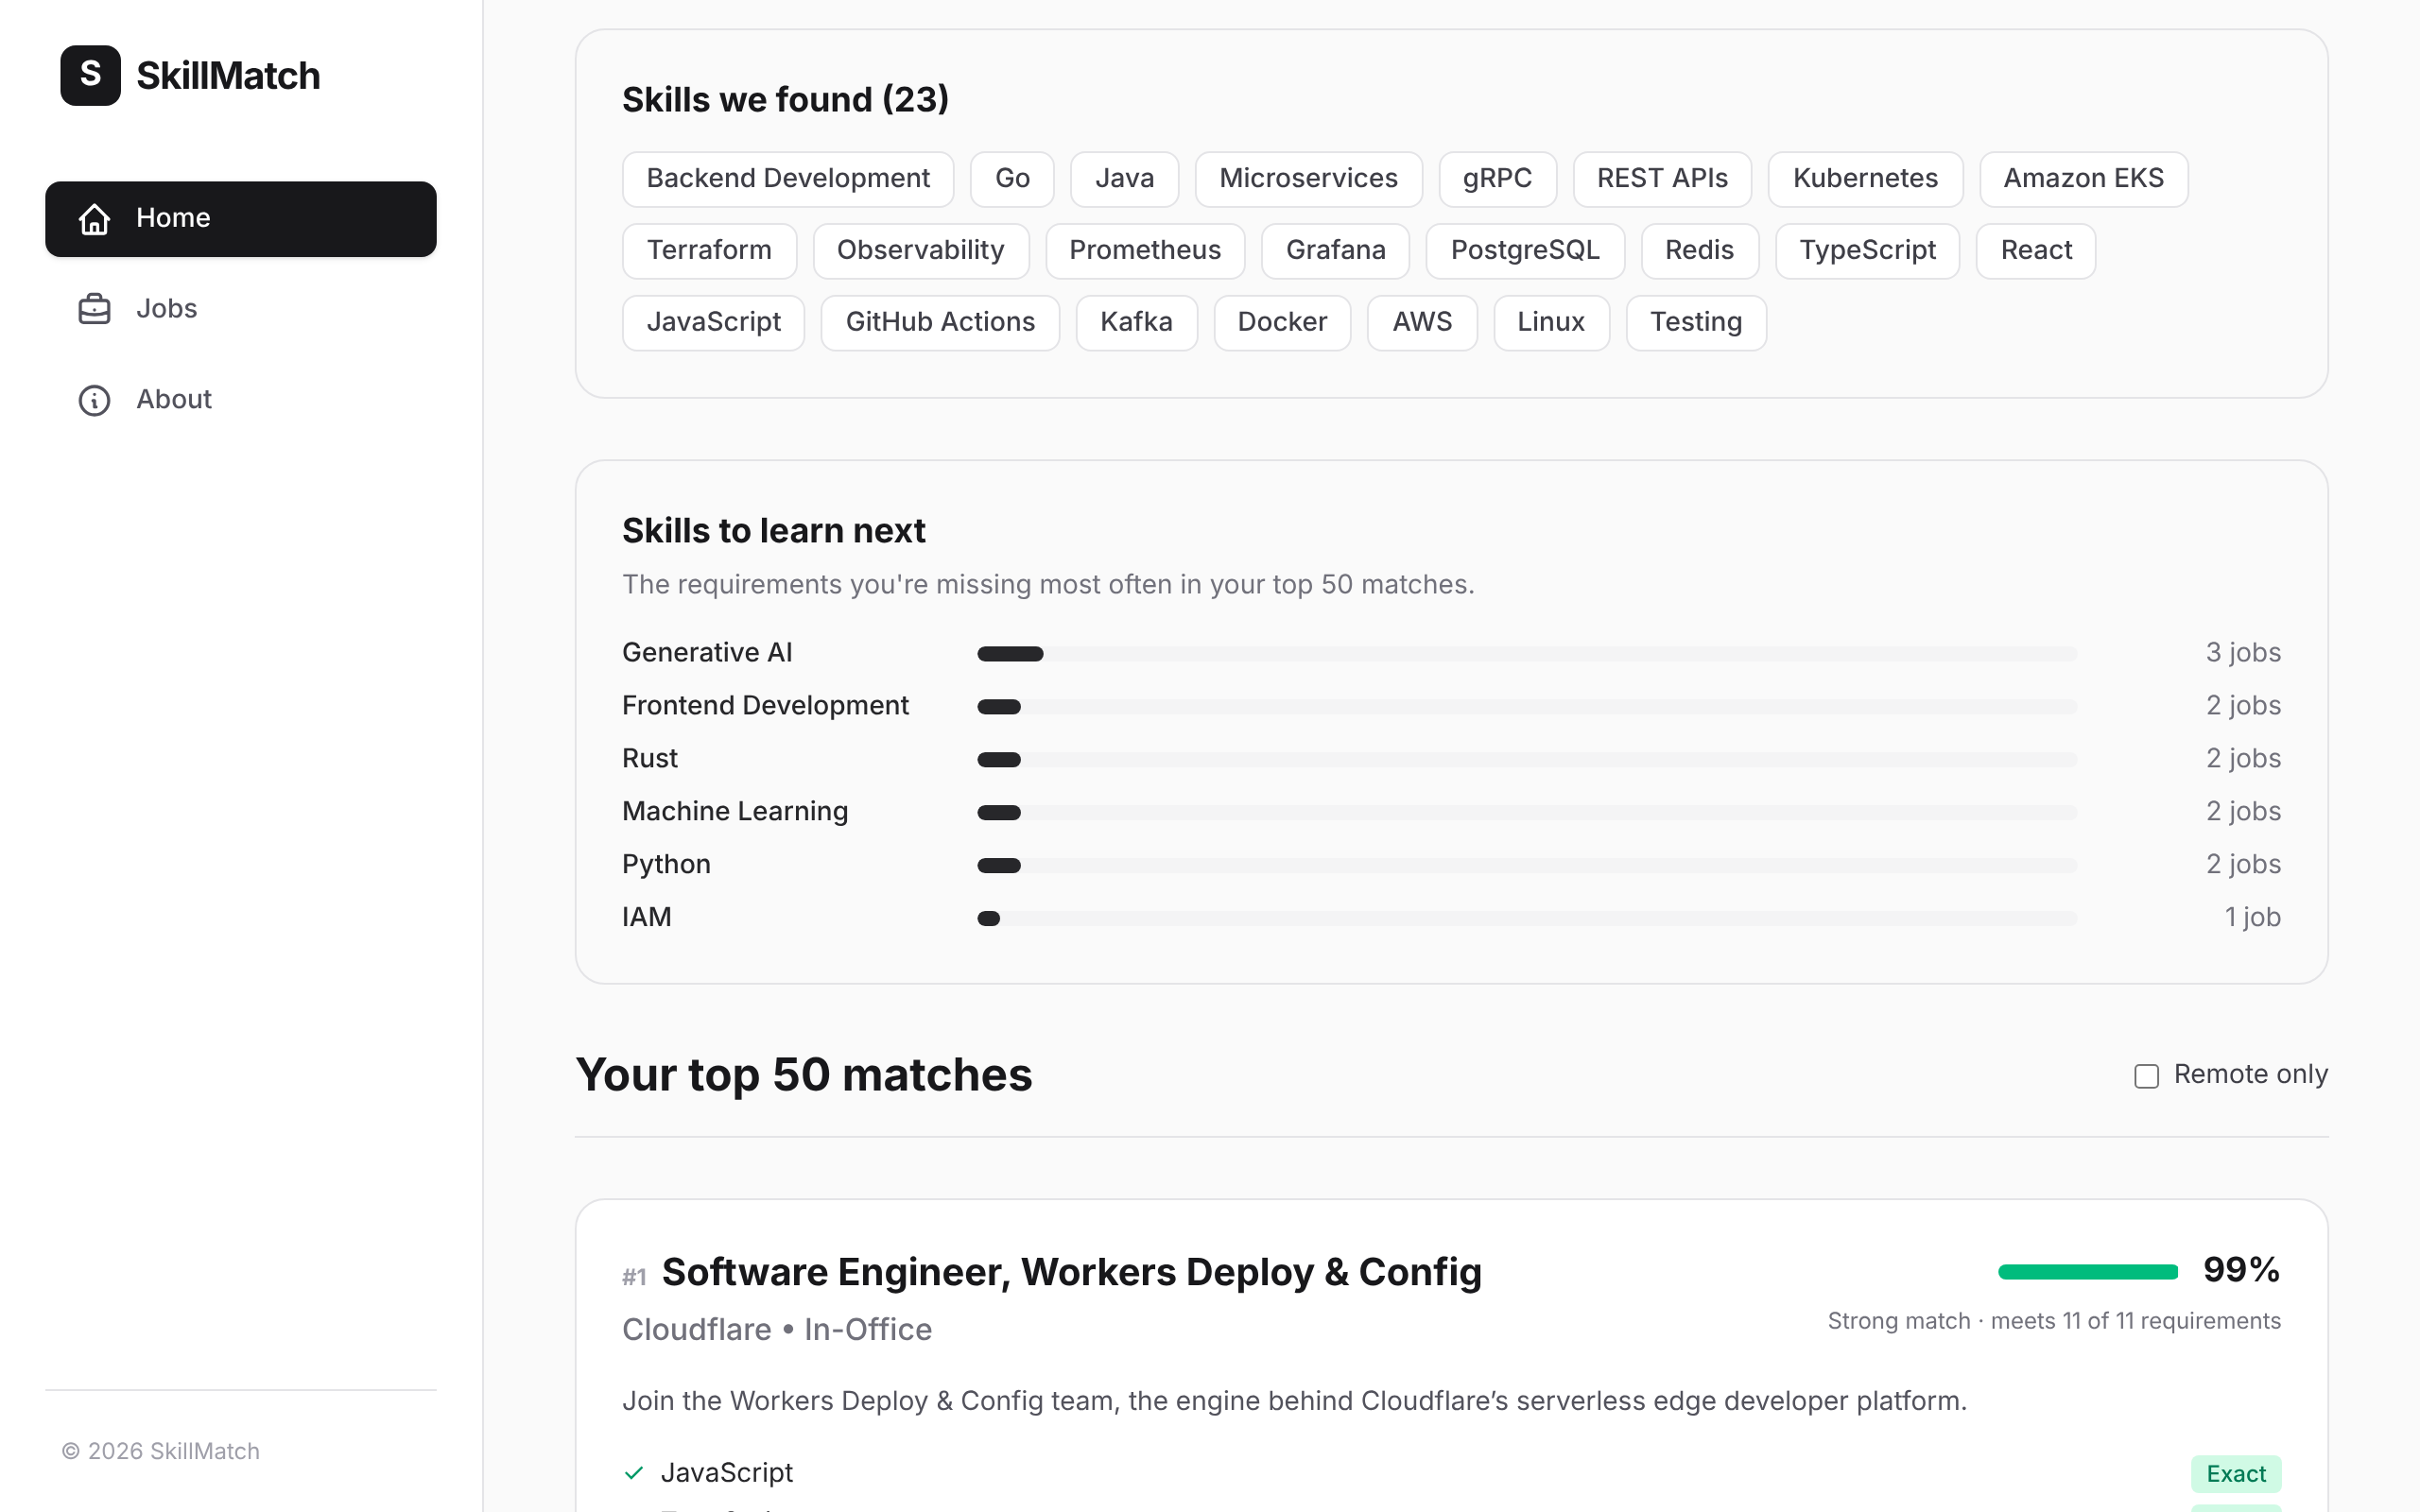 S SkillMatch
Home
Jobs
About
© 2026 SkillMatch
Skills we found (23)
Backend Development Go Java Microservices gRPC REST APIs Kubernetes Amazon EKS
Terraform Observability Prometheus Grafana PostgreSQL Redis TypeScript React
JavaScript GitHub Actions Kafka Docker AWS Linux Testing
Skills to learn next
The requirements you're missing most often in your top 50 matches.
Generative AI 3 jobs
Frontend Development 2 jobs
Rust 2 jobs
Machine Learning 2 jobs
Python 2 jobs
IAM 1 job
Your top 50 matches Remote only
#1 Software Engineer, Workers Deploy & Config 99%
Cloudflare • In-Office Strong match · meets 11 of 11 requirements
Join the Workers Deploy & Config team, the engine behind Cloudflare’s serverless edge developer platform.
JavaScript Exact